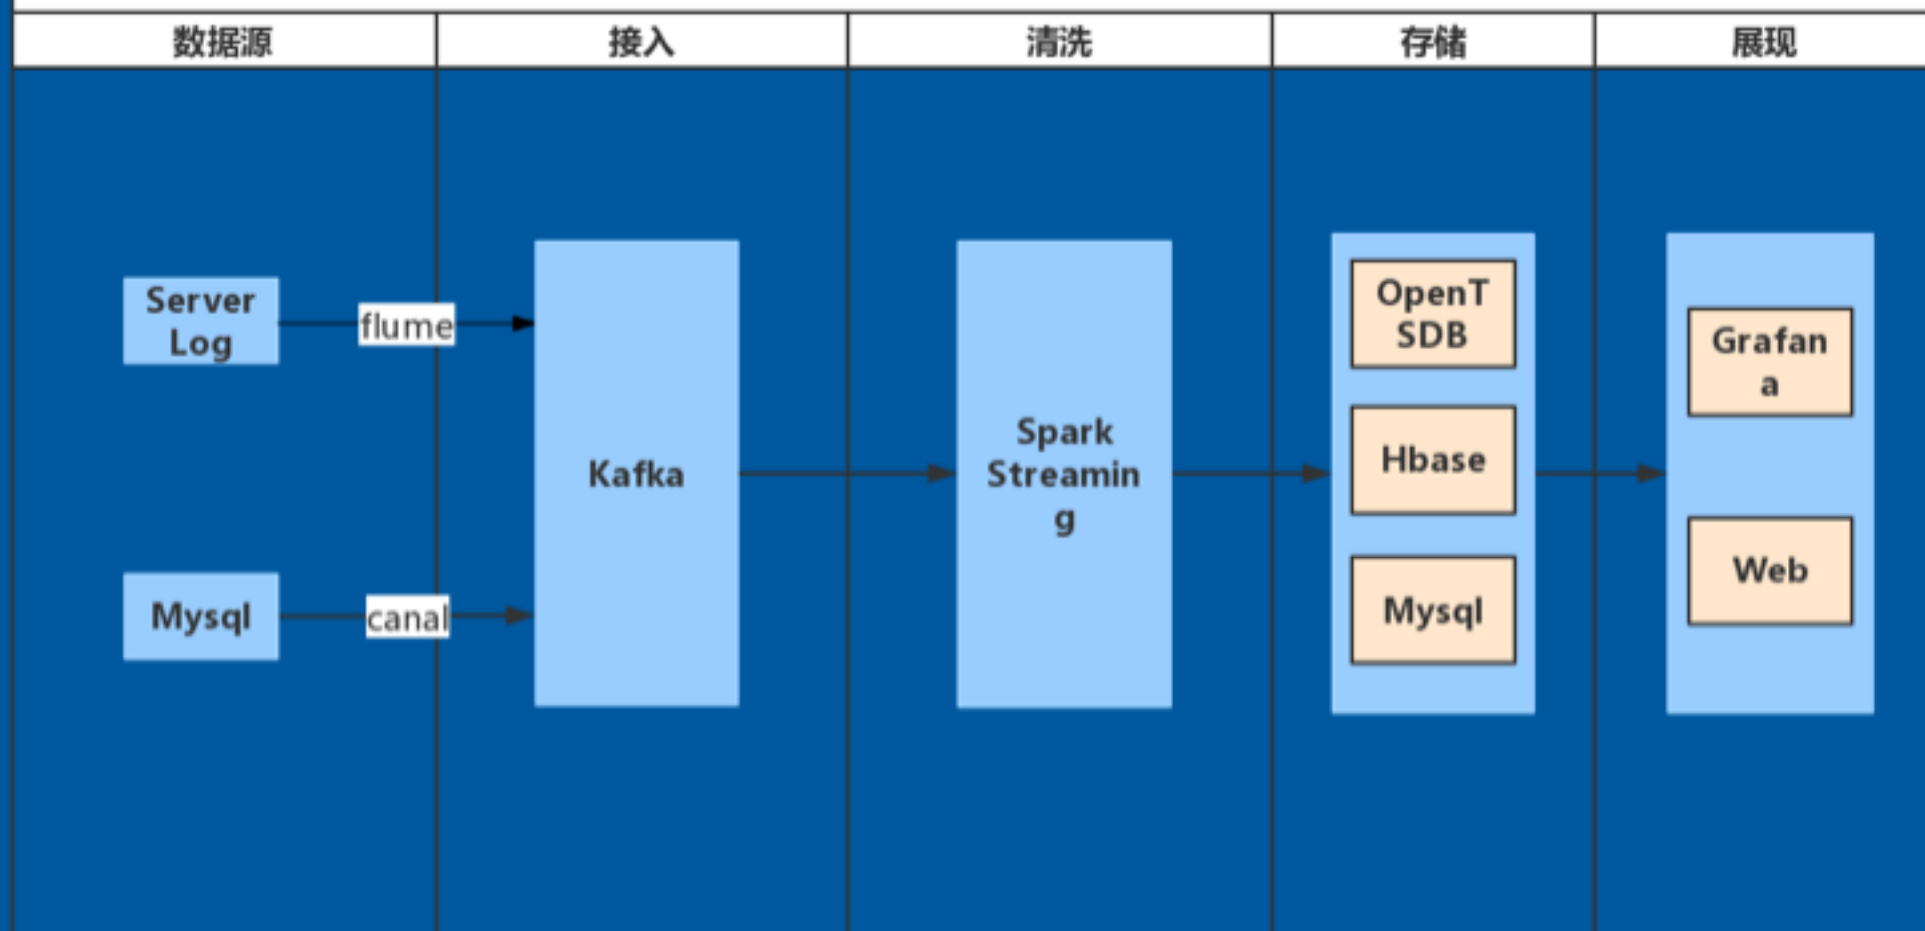 数据源
接入
清洗
存储
展现
Server
Log
flume
Mysql
canal
Kafka
Spark
Streamin
g
OpenT
SDB
Hbase
Mysql
Grafan
a
Web